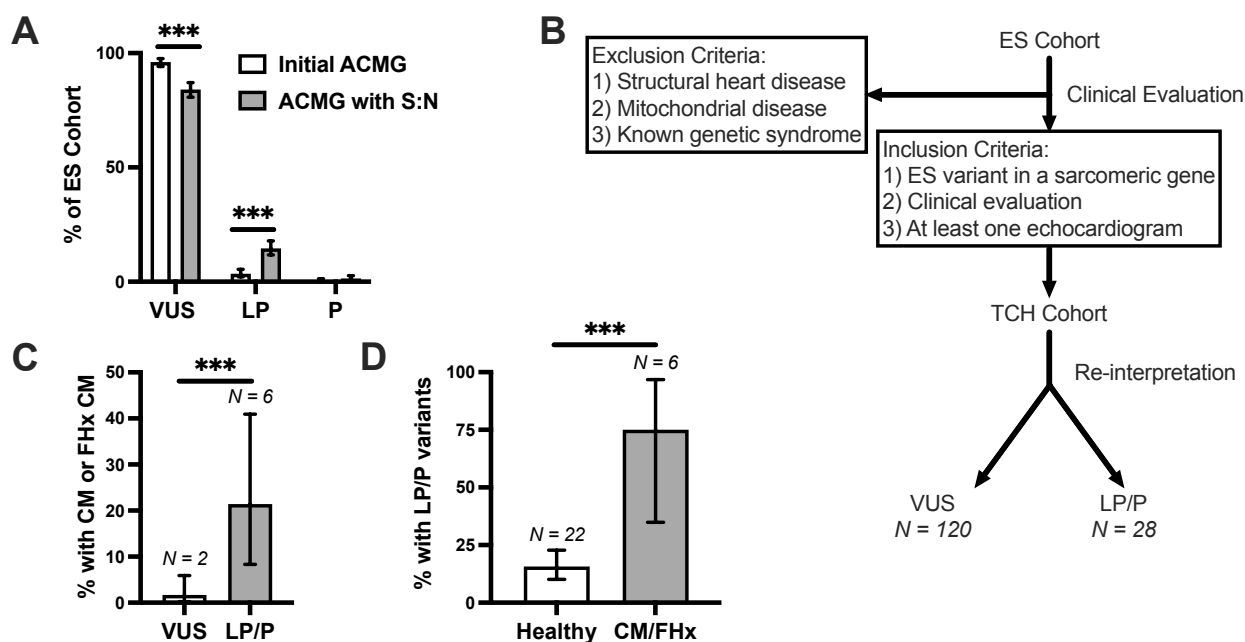 A
% of ES Cohort
100
50
0
***
***
Initial ACMG
ACMG with S:N
VUS
LP
P
B
ES Cohort
Clinical Evaluation
Exclusion Criteria:
1) Structural heart disease
2) Mitochondrial disease
3) Known genetic syndrome
Inclusion Criteria:
1) ES variant in a sarcomeric gene
2) Clinical evaluation
3) At least one echocardiogram
TCH Cohort
Re-interpretation
VUS
N = 120
LP/P
N = 28
C
% with CM or FHx CM
50
40
30
20
10
0
***
N = 6
N = 2
VUS
LP/P
D
% with LP/P variants
100
75
50
25
0
***
N = 6
N = 22
Healthy
CM/FHx